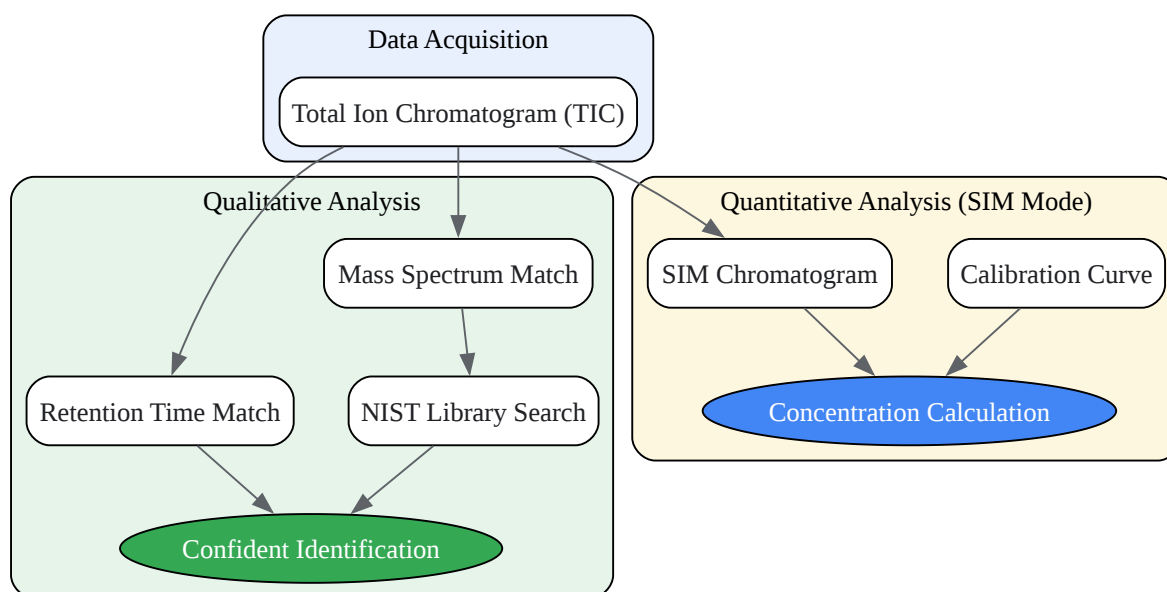 Data Acquisition
Total Ion Chromatogram (TIC)
Qualitative Analysis
Quantitative Analysis (SIM Mode)
Mass Spectrum Match
SIM Chromatogram
Calibration Curve
Retention Time Match
NIST Library Search
Concentration Calculation
Confident Identification